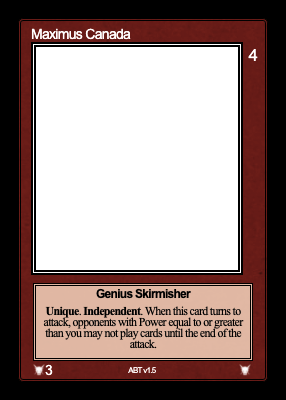 Maximus Canada
4
Genius Skirmisher
Unique. Independent. When this card turns to
attack, opponents with Power equal to or greater
than you may not play cards until the end of the
attack.
3
ABT v1.5